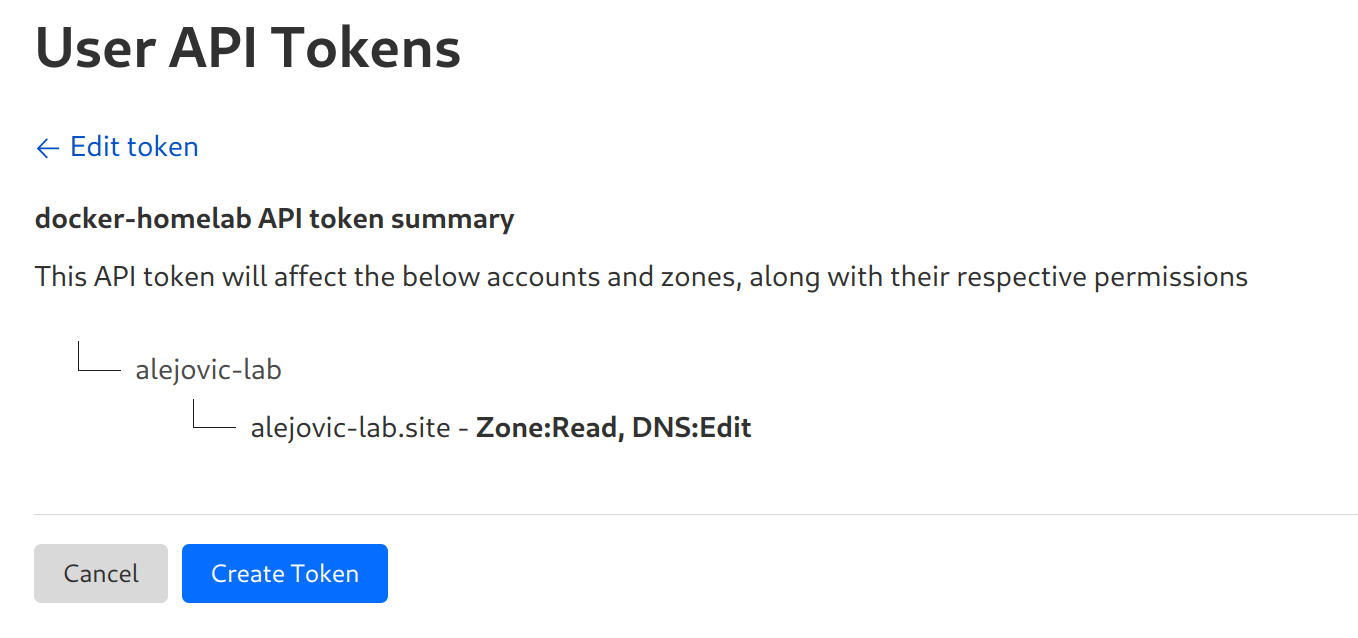 User API Tokens
← Edit token
docker-homelab API token summary
This API token will affect the below accounts and zones, along with their respective permissions
alejovic-lab
alejovic-lab.site - Zone:Read, DNS:Edit
Cancel
Create Token